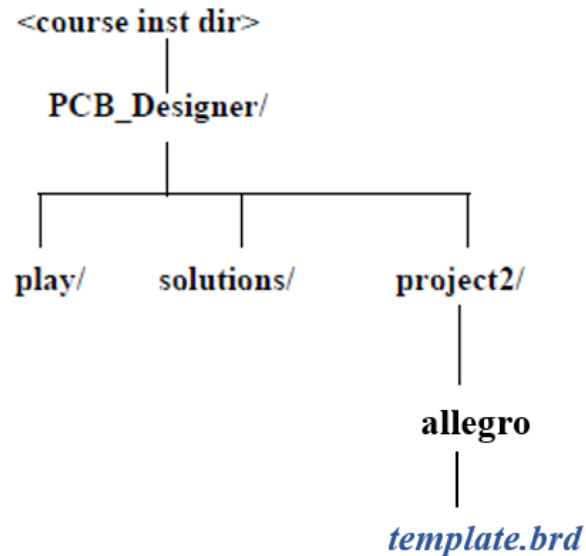 <course inst dir>
PCB_Designer/
play/ solutions/ project2/
allegro
template.brd